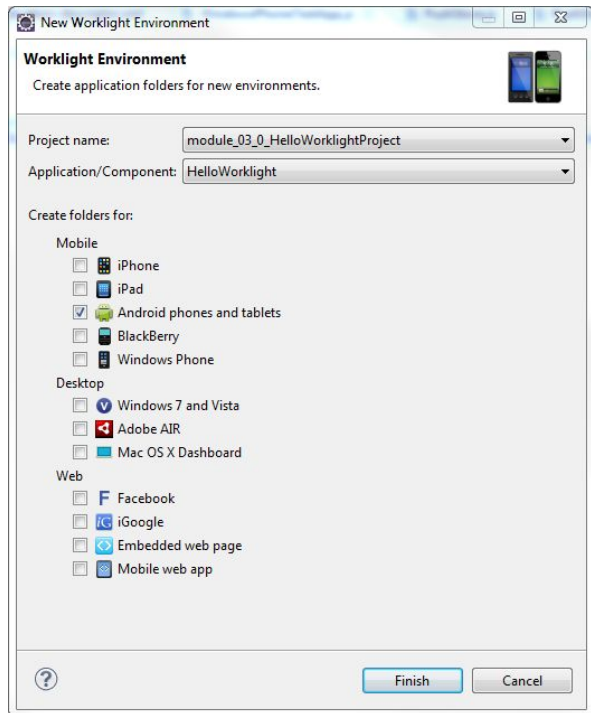 New Worklight Environment
Worklight Environment
Create application folders for new environments.
Project name: module_03_0_HelloWorklightProject
Application/Component: HelloWorklight
Create folders for:
Mobile
iPhone
iPad
Android phones and tablets
BlackBerry
Windows Phone
Desktop
Windows 7 and Vista
Adobe AIR
Mac OS X Dashboard
Web
F Facebook
iG iGoogle
Embedded web page
Mobile web app
? Finish Cancel